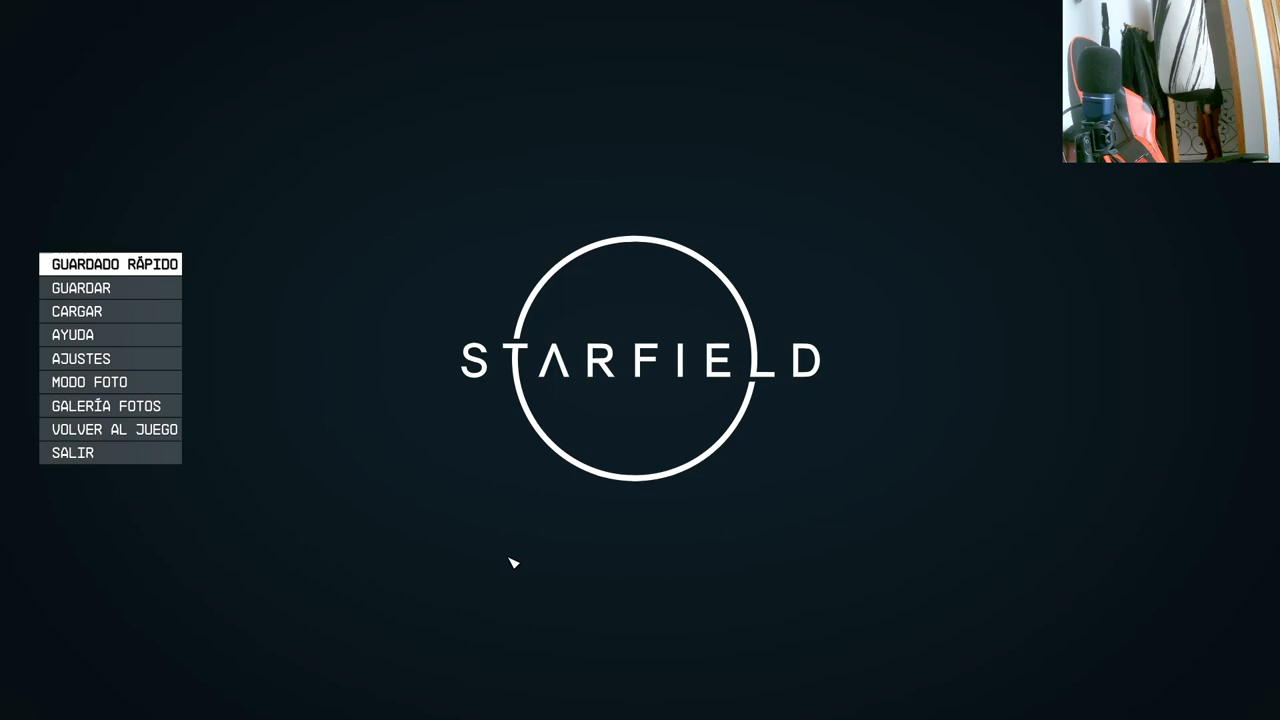 GUARDADO RÁPIDO
GUARDAR
CARGAR
AYUDA
AJUSTES
MODO FOTO
GALERÍA FOTOS
VOLVER AL JUEGO
SALIR
STARFIELD